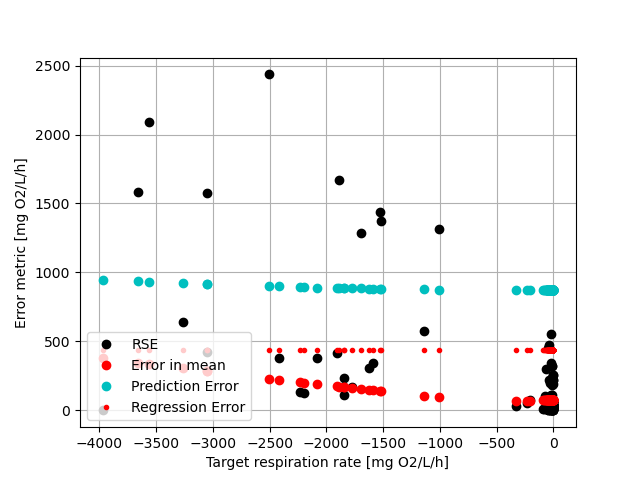 2500
2000
1500
1000
500
0
Error metric [mg O2/L/h]
RSE
Error in mean
Prediction Error
Regression Error
−4000 −3500 −3000 −2500 −2000 −1500 −1000 −500 0
Target respiration rate [mg O2/L/h]